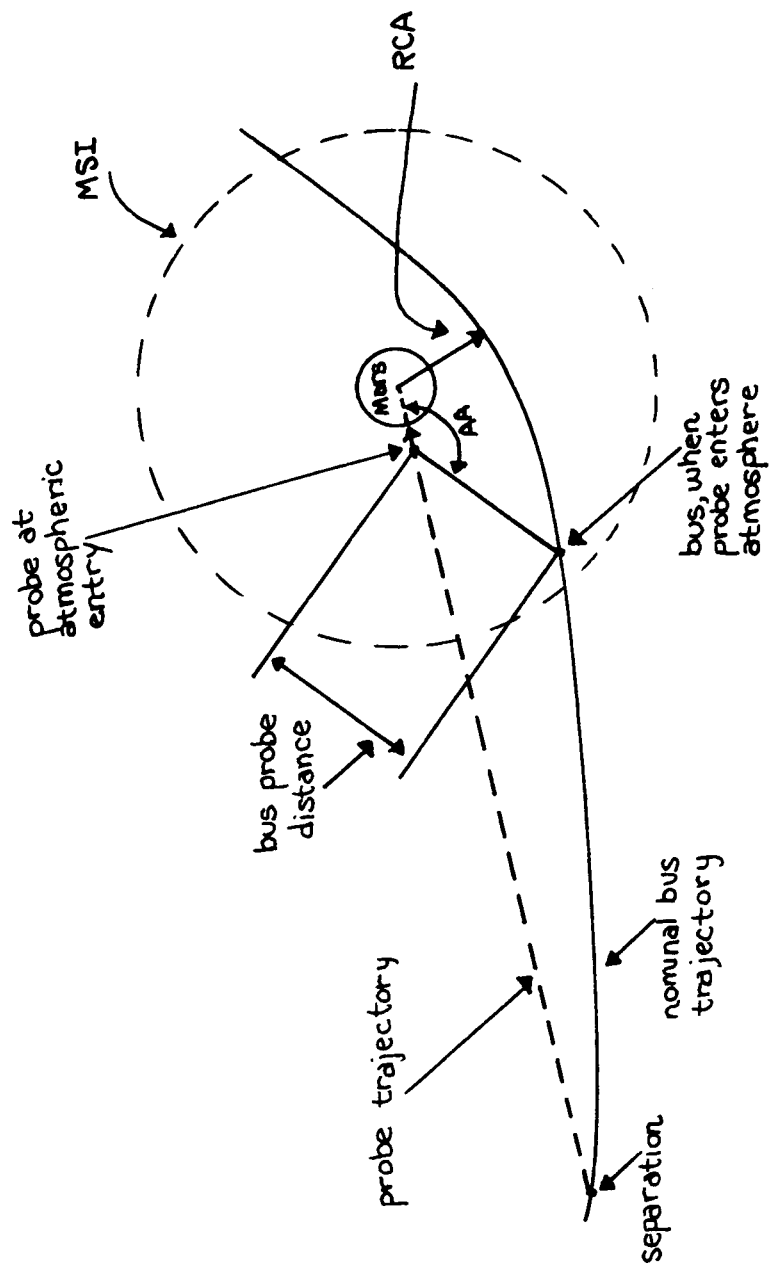 MSI
RCA
Mars
AA
probe at
atmospheric
entry
bus, when
probe enters
atmosphere
bus probe
distance
probe trajectory
nominal bus
trajectory
separation